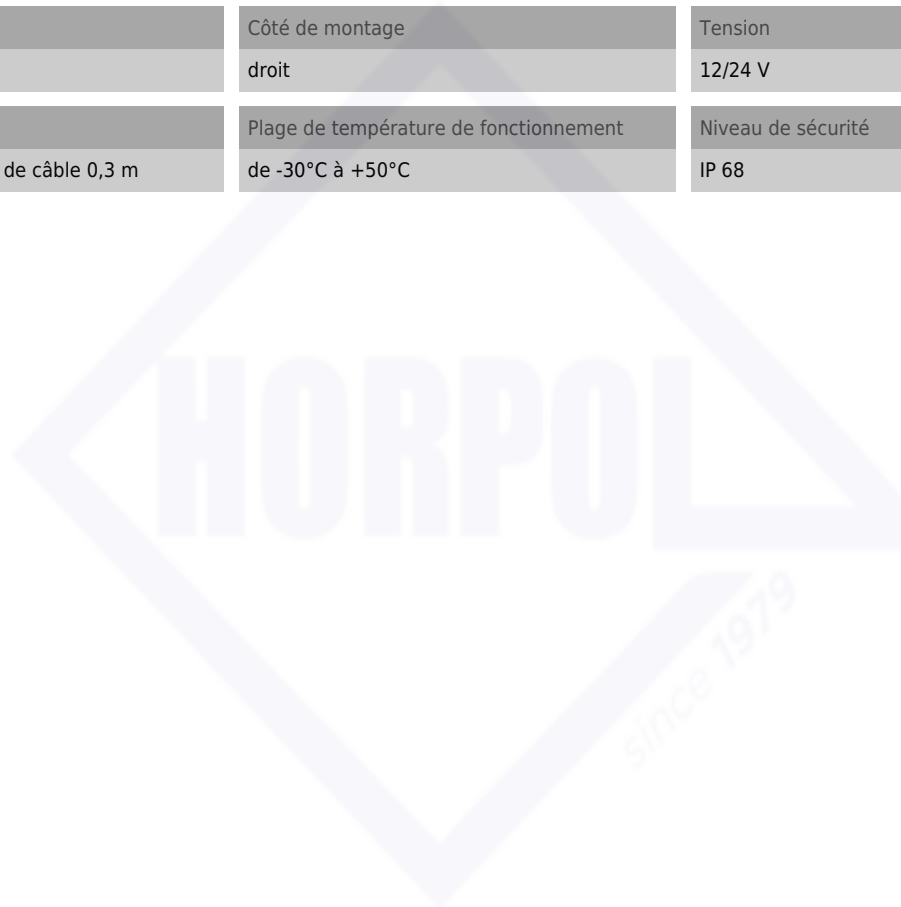 Côté de montage Tension
droit 12/24 V
Plage de température de fonctionnement Niveau de sécurité
de câble 0,3 m de -30°C à +50°C IP 68
HORPOL
since 1979